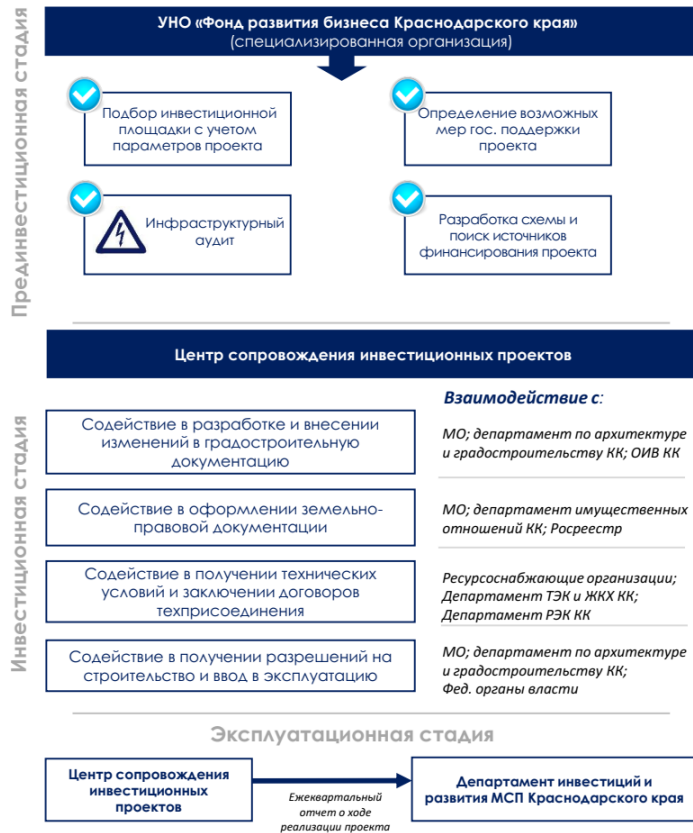 Прединвестиционная стадия
УНО «Фонд развития бизнеса Краснодарского края»
(специализированная организация)
Подбор инвестиционной
площадки с учетом
параметров проекта
Определение возможных
мер гос. поддержки
проекта
Инфраструктурный
аудит
Разработка схемы и
поиск источников
финансирования проекта
Инвестиционная стадия
Центр сопровождения инвестиционных проектов
Взаимодействие с:
Содействие в разработке и внесении
изменений в градостроительную
документацию
МО; департамент по архитектуре
и градостроительству КК; ОИВ КК
Содействие в оформлении земельно-
правовой документации
МО; департамент имущественных
отношений КК; Росреестр
Содействие в получении технических
условий и заключении договоров
техприсоединения
Ресурсоснабжающие организации;
Департамент ТЭК и ЖКХ КК;
Департамент РЭК КК
Содействие в получении разрешений на
строительство и ввод в эксплуатацию
МО; департамент по архитектуре
и градостроительству КК;
Фед. органы власти
Эксплуатационная стадия
Центр сопровождения
инвестиционных
проектов
Ежеквартальный
отчет о ходе
реализации проекта
Департамент инвестиций и
развития МСП Краснодарского края